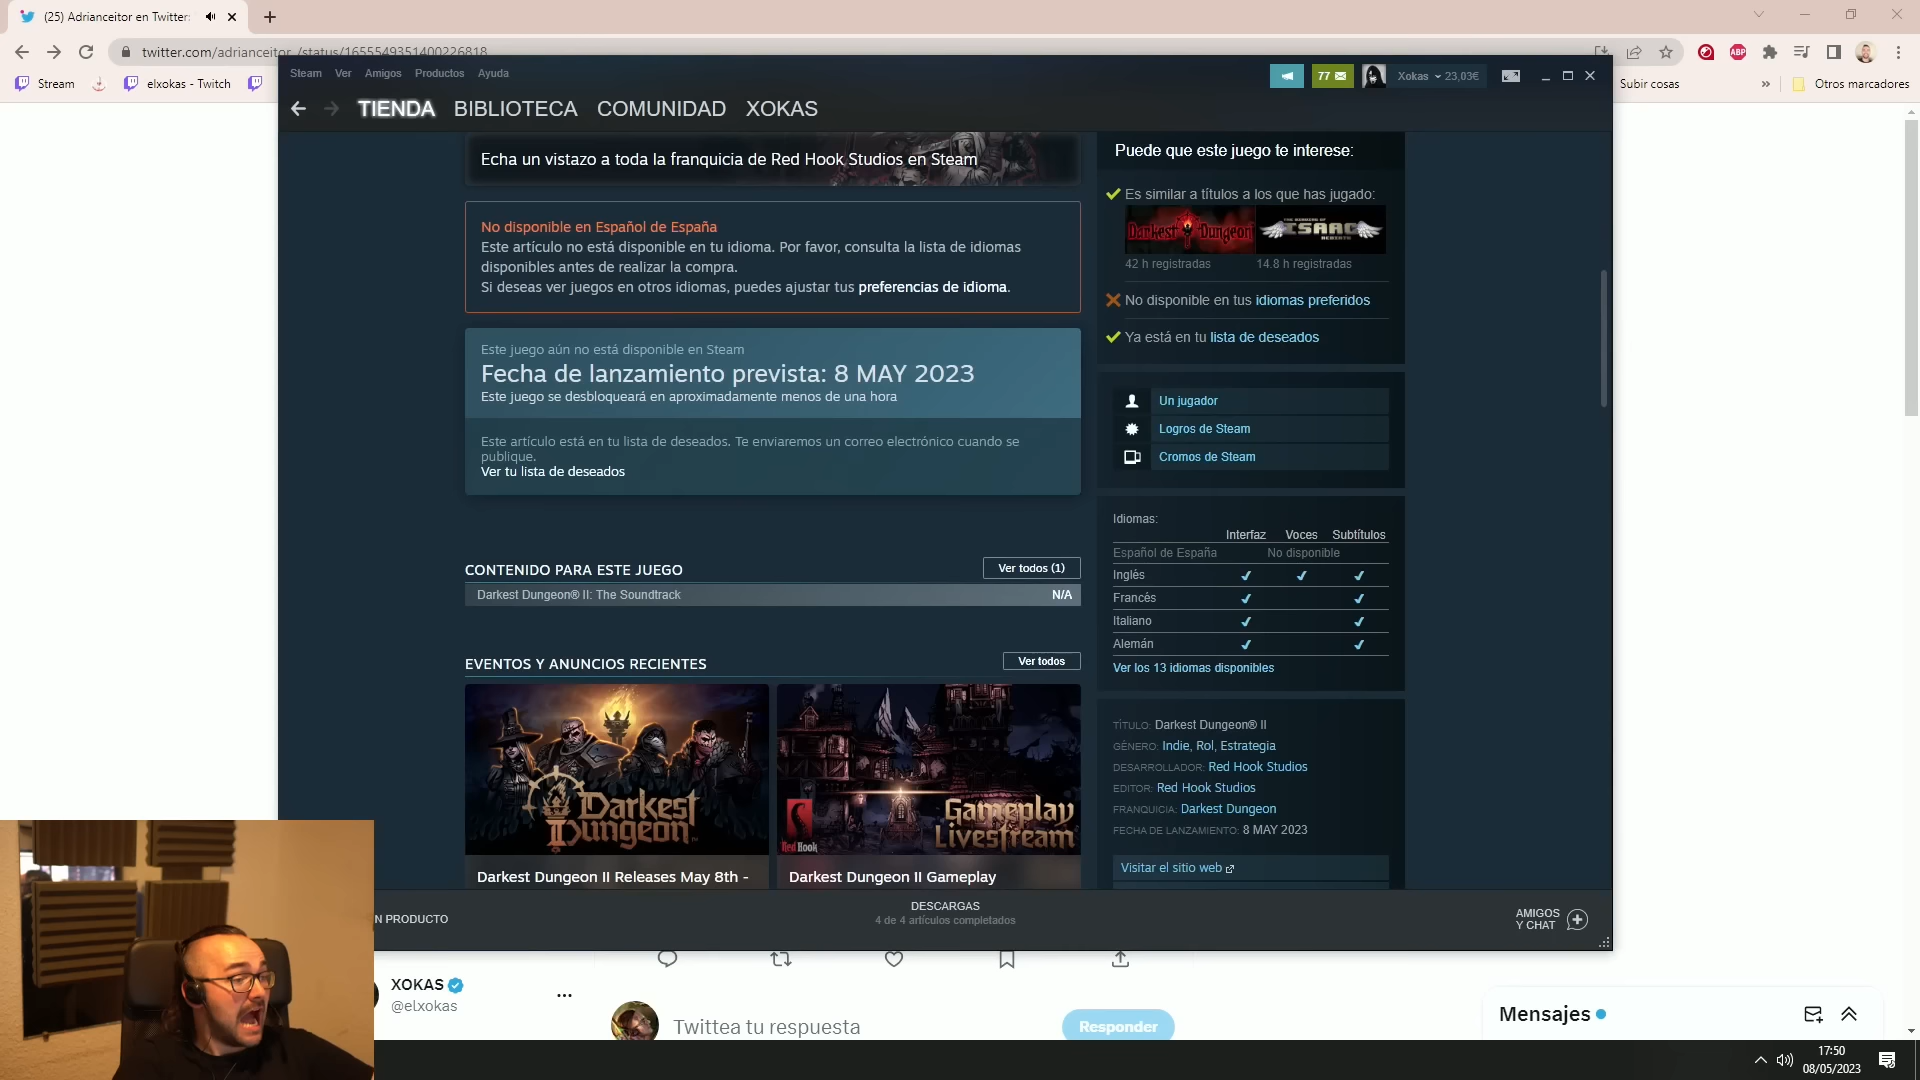 (25) Adrianceitor en Twitter:
twitter.com/adrianceitor_/status/1655549351400226818
Stream
elxokas - Twitch
Subir cosas
Otros marcadores
Steam Ver Amigos Productos Ayuda
77
Xokas 23,03€
TIENDA BIBLIOTECA COMUNIDAD XOKAS
Echa un vistazo a toda la franquicia de Red Hook Studios en Steam
No disponible en Español de España
Este artículo no está disponible en tu idioma. Por favor, consulta la lista de idiomas
disponibles antes de realizar la compra.
Si deseas ver juegos en otros idiomas, puedes ajustar tus preferencias de idioma.
Este juego aún no está disponible en Steam
Fecha de lanzamiento prevista: 8 MAY 2023
Este juego se desbloqueará en aproximadamente menos de una hora
Este artículo está en tu lista de deseados. Te enviaremos un correo electrónico cuando se
publique.
Ver tu lista de deseados
CONTENIDO PARA ESTE JUEGO
Ver todos (1)
Darkest Dungeon® II: The Soundtrack
N/A
EVENTOS Y ANUNCIOS RECIENTES
Ver todos
Darkest
Dungeon
Darkest Dungeon II Releases May 8th -
Red Hook
Gameplay
Livestream
Darkest Dungeon II Gameplay
Puede que este juego te interese:
Es similar a títulos a los que has jugado:
Darkest Dungeon
THE BINDING OF
ISAAC
REBIRTH
42 h registradas
14.8 h registradas
No disponible en tus idiomas preferidos
Ya está en tu lista de deseados
Un jugador
Logros de Steam
Cromos de Steam
Idiomas:
Interfaz Voces Subtítulos
Español de España No disponible
Inglés ✔ ✔ ✔
Francés ✔ ✔
Italiano ✔ ✔
Alemán ✔ ✔
Ver los 13 idiomas disponibles
TÍTULO: Darkest Dungeon® II
GÉNERO: Indie, Rol, Estrategia
DESARROLLADOR: Red Hook Studios
EDITOR: Red Hook Studios
FRANQUICIA: Darkest Dungeon
FECHA DE LANZAMIENTO: 8 MAY 2023
Visitar el sitio web
N PRODUCTO
DESCARGAS
4 de 4 artículos completados
AMIGOS
Y CHAT
XOKAS
@elxokas
Twittea tu respuesta
Responder
Mensajes
17:50
08/05/2023